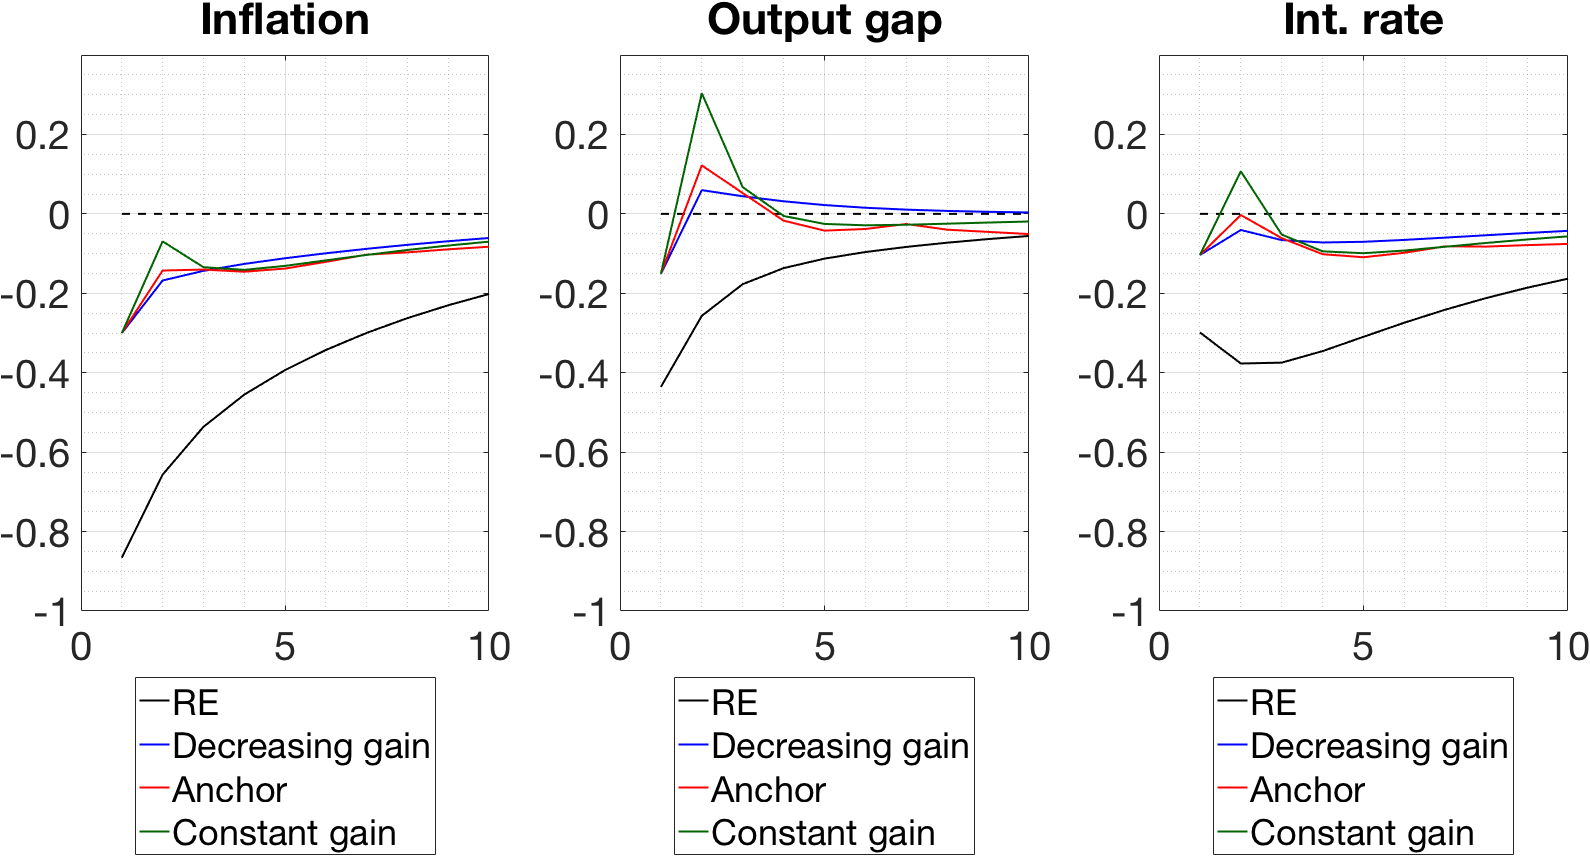 Inflation
0.2
0
-0.2
-0.4
-0.6
-0.8
-1
0 5 10
RE
Decreasing gain
Anchor
Constant gain
Output gap
0.2
0
-0.2
-0.4
-0.6
-0.8
-1
0 5 10
RE
Decreasing gain
Anchor
Constant gain
Int. rate
0.2
0
-0.2
-0.4
-0.6
-0.8
-1
0 5 10
RE
Decreasing gain
Anchor
Constant gain